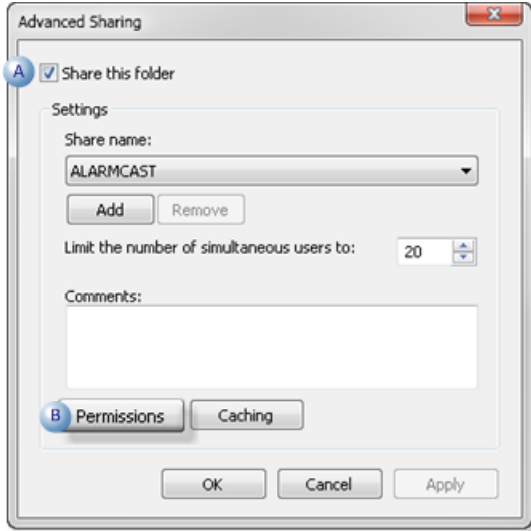 Advanced Sharing
A Share this folder
Settings
Share name:
ALARMCAST
Add Remove
Limit the number of simultaneous users to: 20
Comments:
B Permissions Caching
OK Cancel Apply